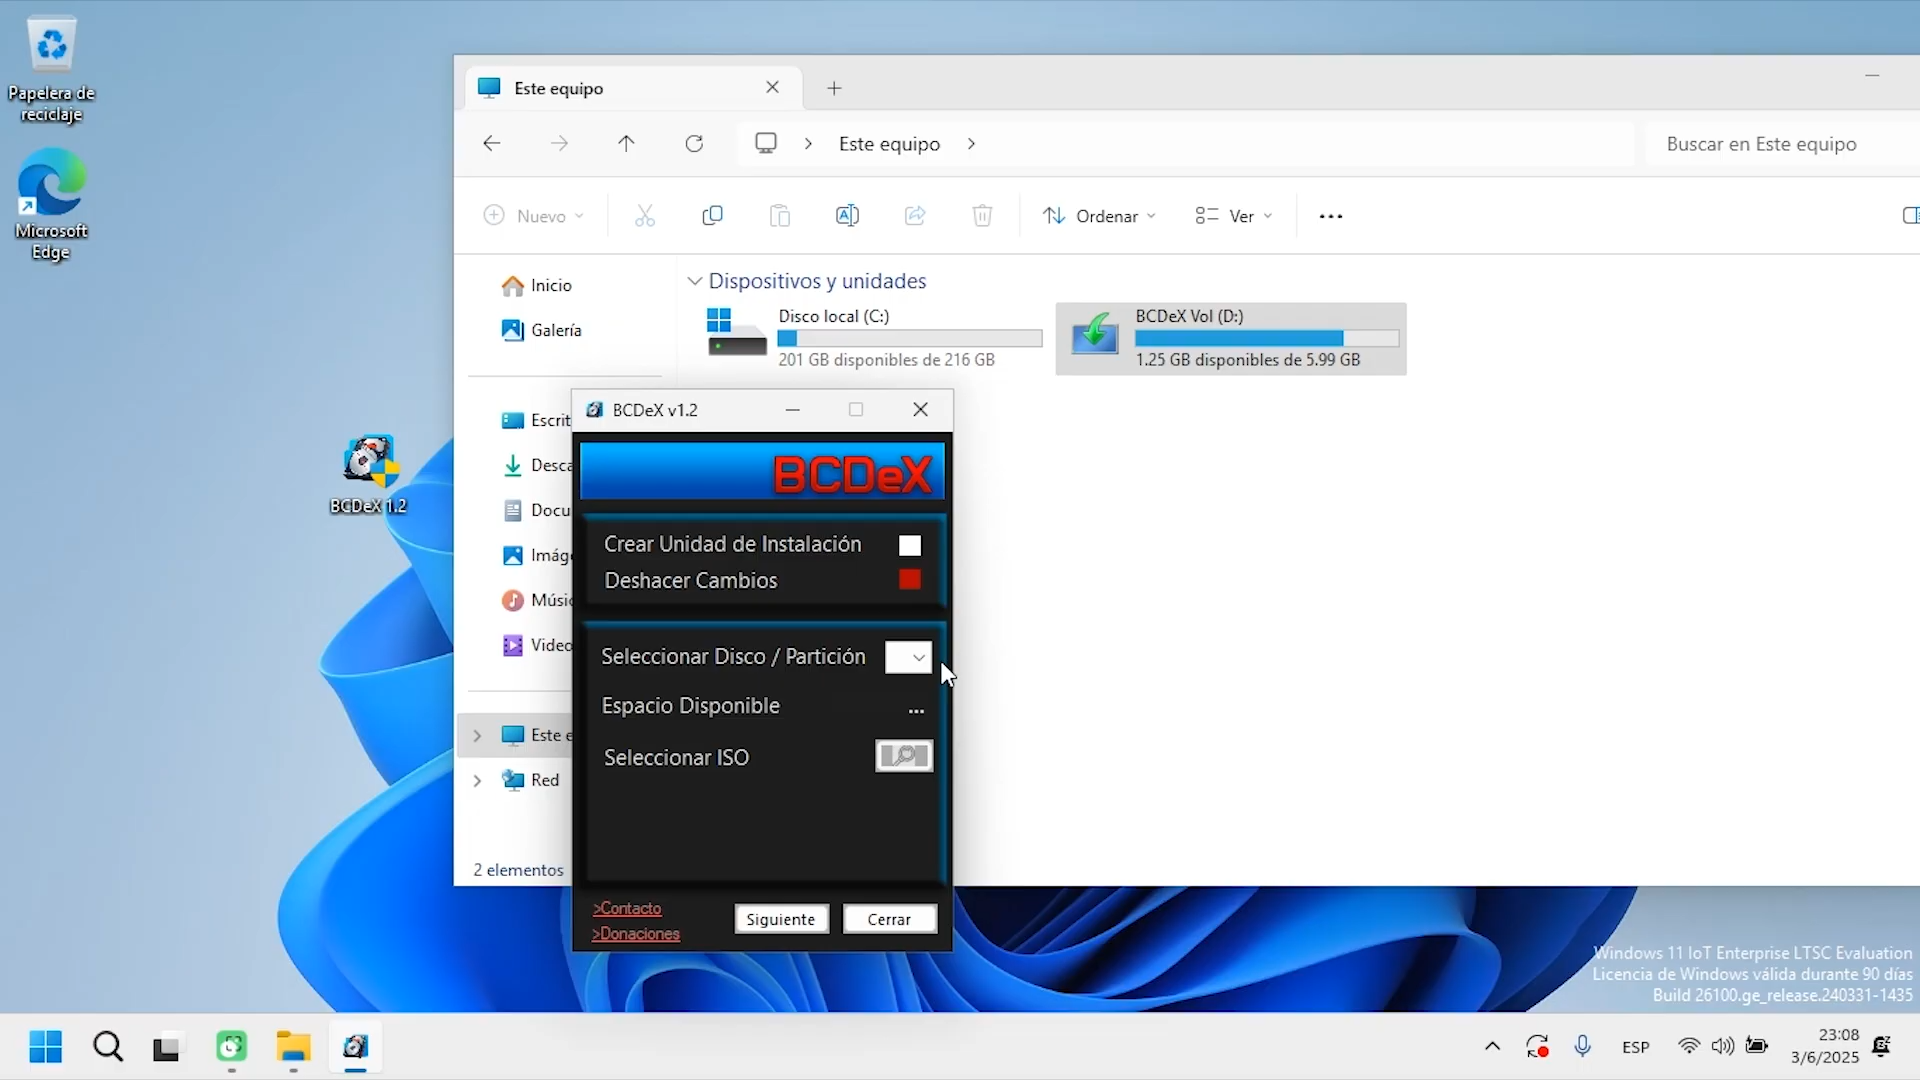 Papelera de
reciclaje
Microsoft
Edge
BCDeX 1.2
Este equipo
Este equipo
Buscar en Este equipo
Nuevo
Ordenar
Ver
Inicio
Galería
Escrit
Desca
Docu
Imáge
Músic
Video
Este e
Red
2 elementos
Dispositivos y unidades
Disco local (C:)
201 GB disponibles de 216 GB
BCDeX Vol (D:)
1.25 GB disponibles de 5.99 GB
BCDeX v1.2
BCDeX
Crear Unidad de Instalación
Deshacer Cambios
Seleccionar Disco / Partición
Espacio Disponible
...
Seleccionar ISO
>Contacto
>Donaciones
Siguiente
Cerrar
Windows 11 IoT Enterprise LTSC Evaluation
Licencia de Windows válida durante 90 días
Build 26100.ge_release.240331-1435
ESP
23:08
3/6/2025